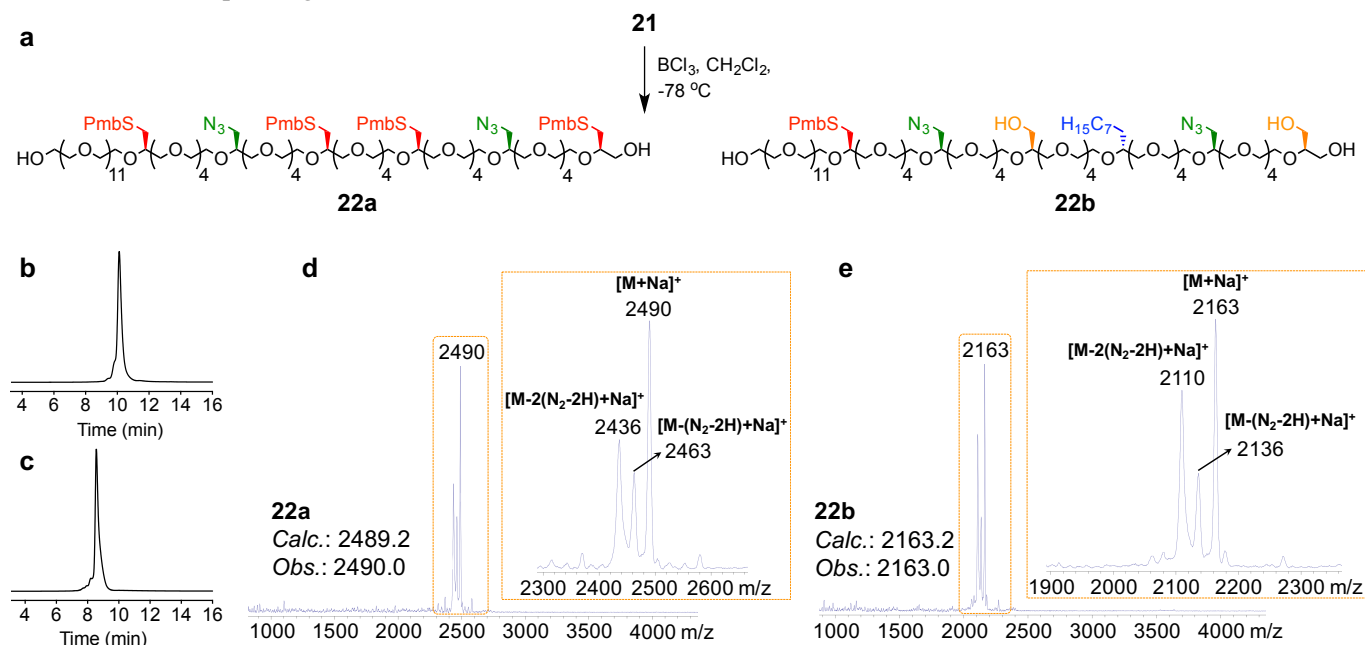 a
21
BCl3, CH2Cl2,
-78 °C
PmbS N3 PmbS PmbS N3 PmbS
HO O 11 O O 4 O O 4 O O 4 O O 4 O O 4 O OH
22a
PmbS N3 HO H15C7 N3 HO
HO O 11 O O 4 O O 4 O O 4 O O 4 O O 4 O OH
22b
b
4 6 8 10 12 14 16
Time (min)
c
4 6 8 10 12 14 16
Time (min)
d
[M+Na]+
2490
2490
[M-2(N2-2H)+Na]+
2436
[M-(N2-2H)+Na]+
2463
22a
Calc.: 2489.2
Obs.: 2490.0
2300 2400 2500 2600 m/z
1000 1500 2000 2500 3000 3500 4000 m/z
e
[M+Na]+
2163
2163
[M-2(N2-2H)+Na]+
2110
[M-(N2-2H)+Na]+
2136
22b
Calc.: 2163.2
Obs.: 2163.0
1900 2000 2100 2200 2300 m/z
1000 1500 2000 2500 3000 3500 4000 m/z